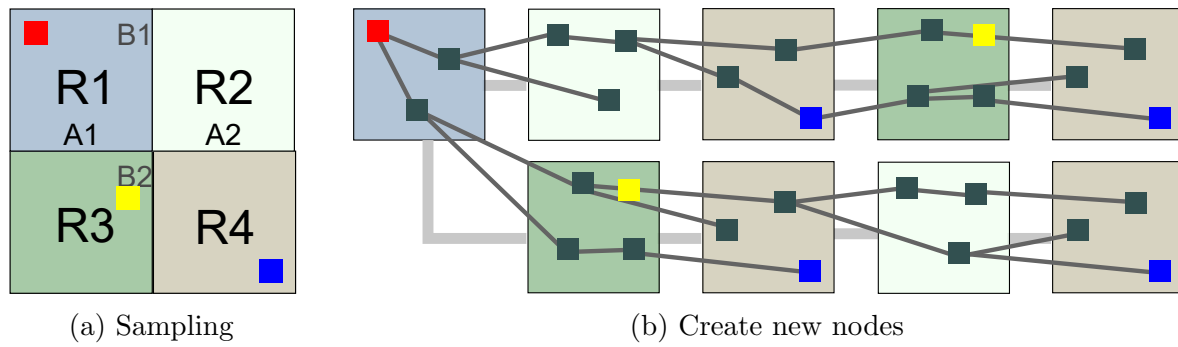 B1
R1 R2
A1 A2
B2
R3 R4
(a) Sampling
(b) Create new nodes